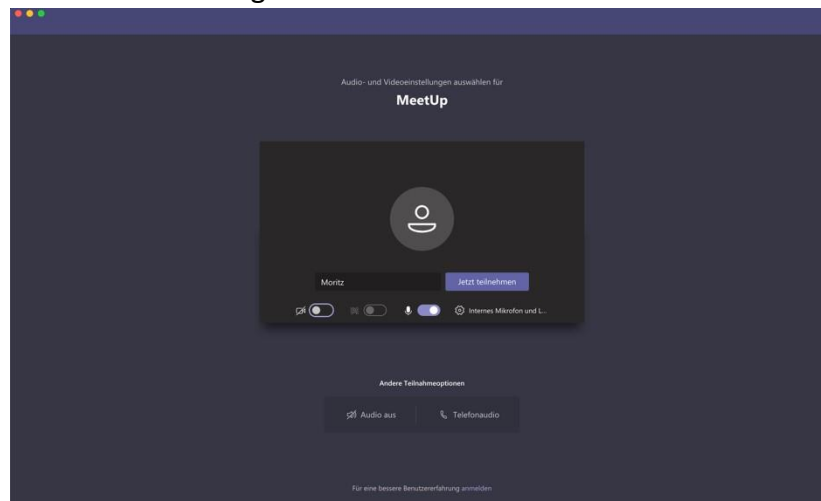 Audio- und Videoeinstellungen auswählen für
MeetUp
Moritz
Jetzt teilnehmen
Internes Mikrofon und L...
Andere Teilnahmeoptionen
Audio aus
Telefonaudio
Für eine bessere Benutzererfahrung anmelden